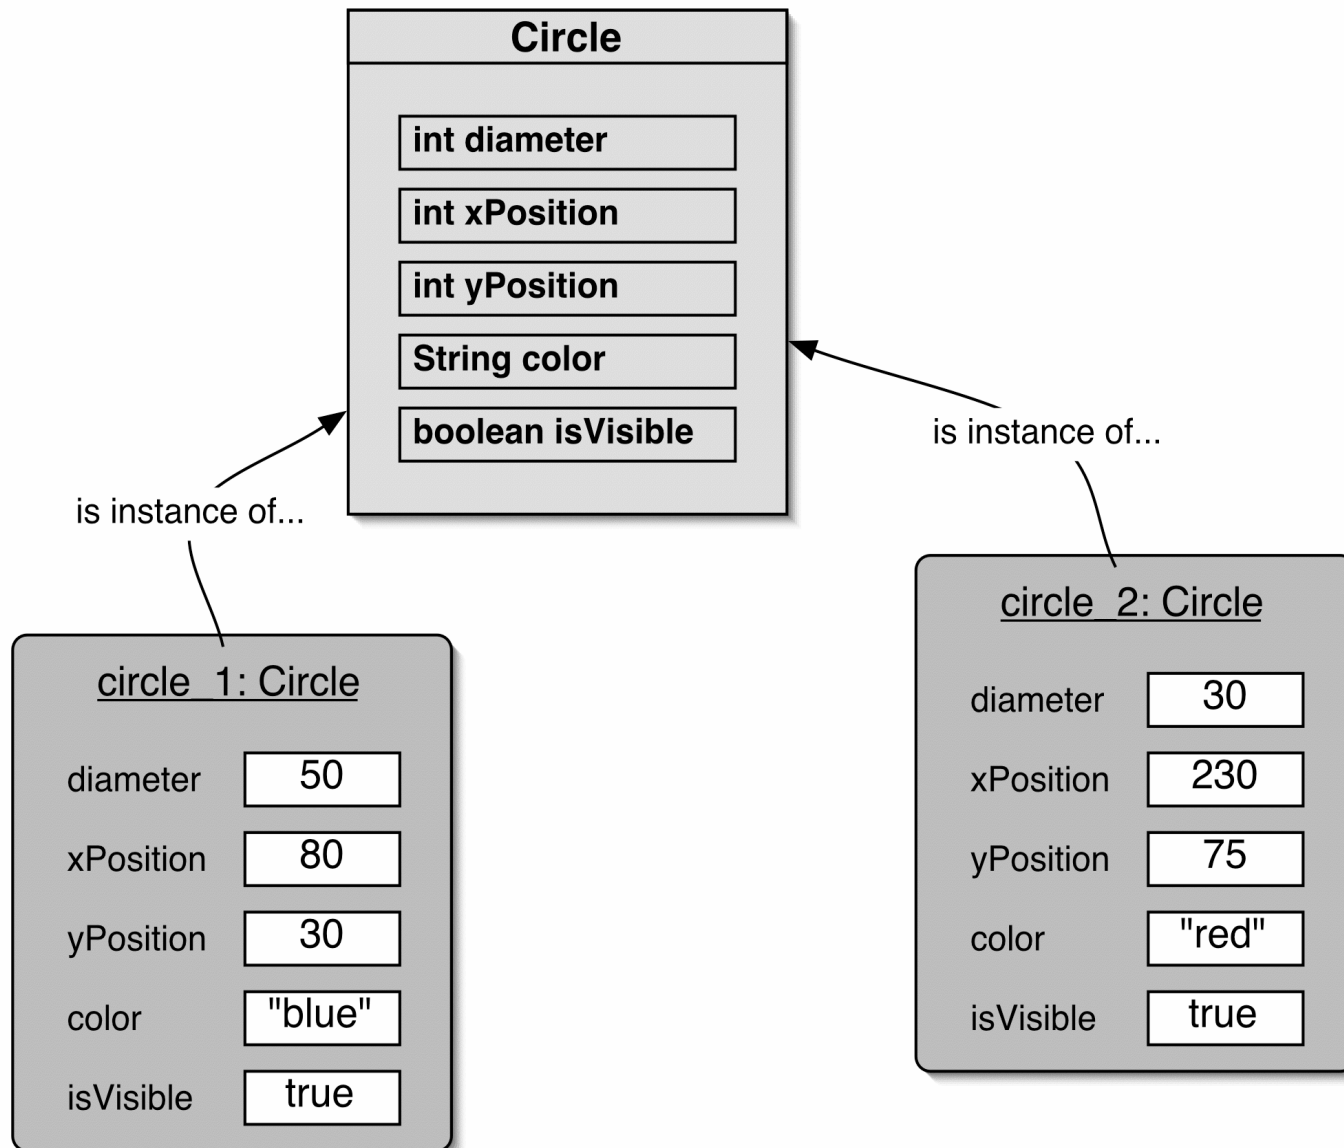 Circle
int diameter
int xPosition
int yPosition
String color
boolean isVisible
is instance of...
is instance of...
circle_1: Circle
diameter 50
xPosition 80
yPosition 30
color "blue"
isVisible true
circle_2: Circle
diameter 30
xPosition 230
yPosition 75
color "red"
isVisible true